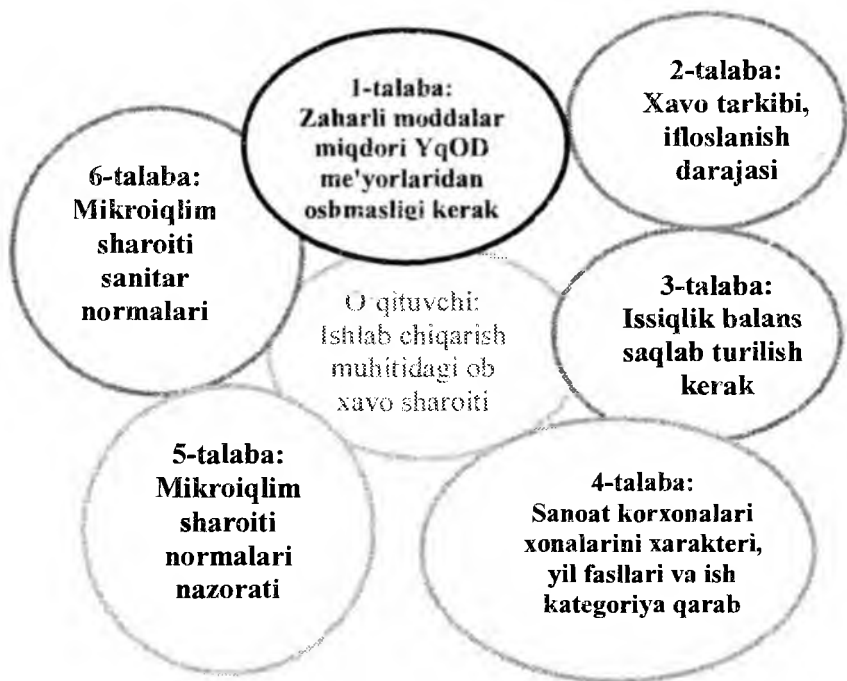 1-talaba:
Zaharli moddalar
miqdori YqOD
me'yorlaridan
osbmasligi kerak
2-talaba:
Xavo tarkibi,
ifloslanish
darajasi
3-talaba:
Issiqlik balans
saqlab turilish
kerak
4-talaba:
Sanoat korxonalari
xonalarini xarakteri,
yil fasllari va ish
kategoriya qarab
5-talaba:
Mikroiqlim
sharoiti
normalari
nazorati
6-talaba:
Mikroiqlim
sharoiti
sanitar
normalari
O'qituvchi:
Ishlab chiqarish
muhitidagi ob
xavo sharoiti